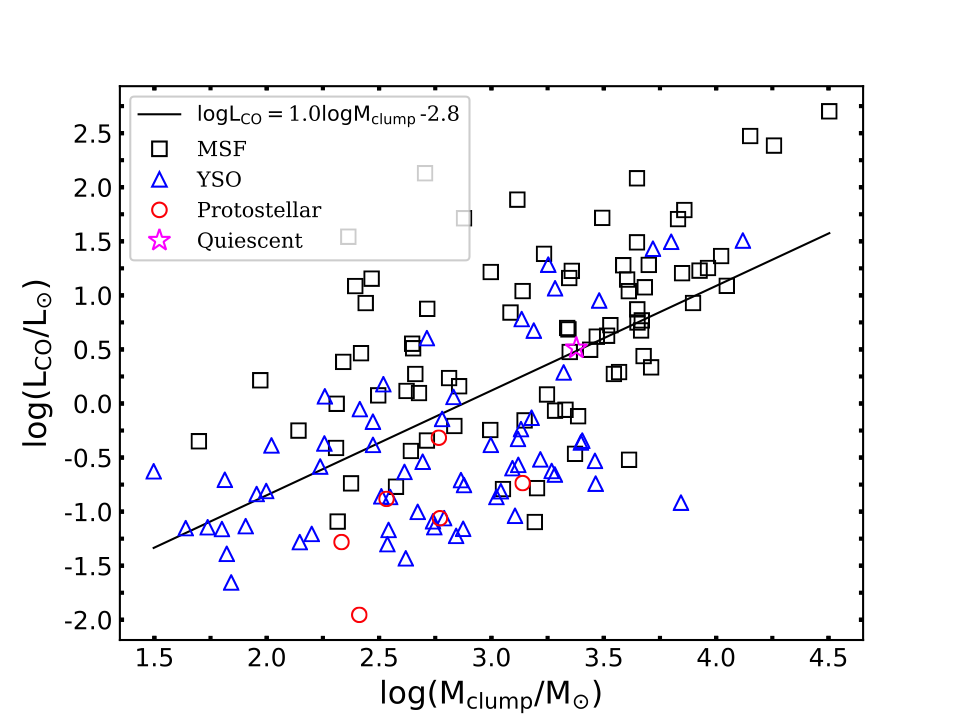 logL_CO = 1.0logM_clump -2.8
MSF
YSO
Protostellar
Quiescent
log(L_CO/L_⊙)
2.5
2.0
1.5
1.0
0.5
0.0
-0.5
-1.0
-1.5
-2.0
1.5 2.0 2.5 3.0 3.5 4.0 4.5
log(M_clump/M_⊙)